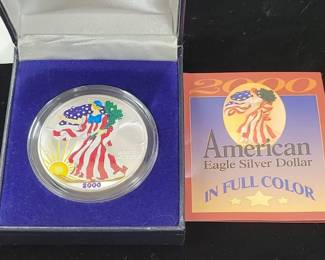 2000
2000
American
Eagle Silver Dollar
IN FULL COLOR